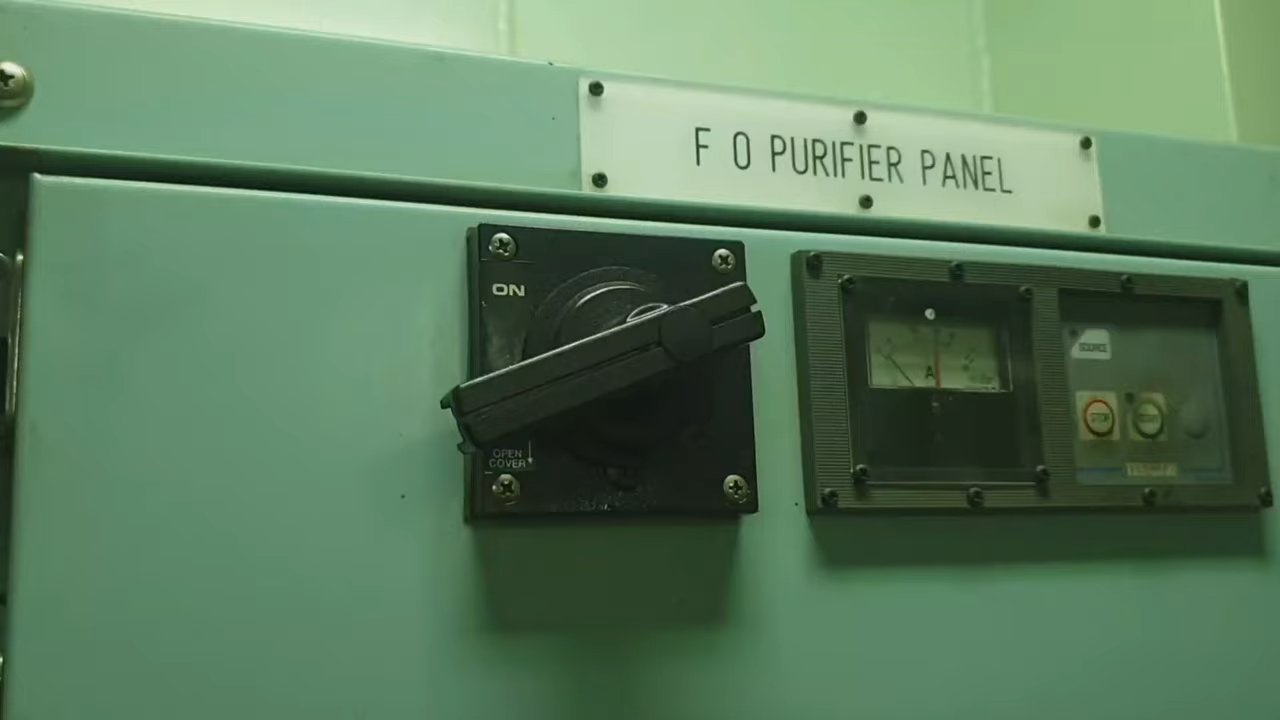 F O PURIFIER PANEL
ON
OPEN
COVER
A
SOURCE
STOP